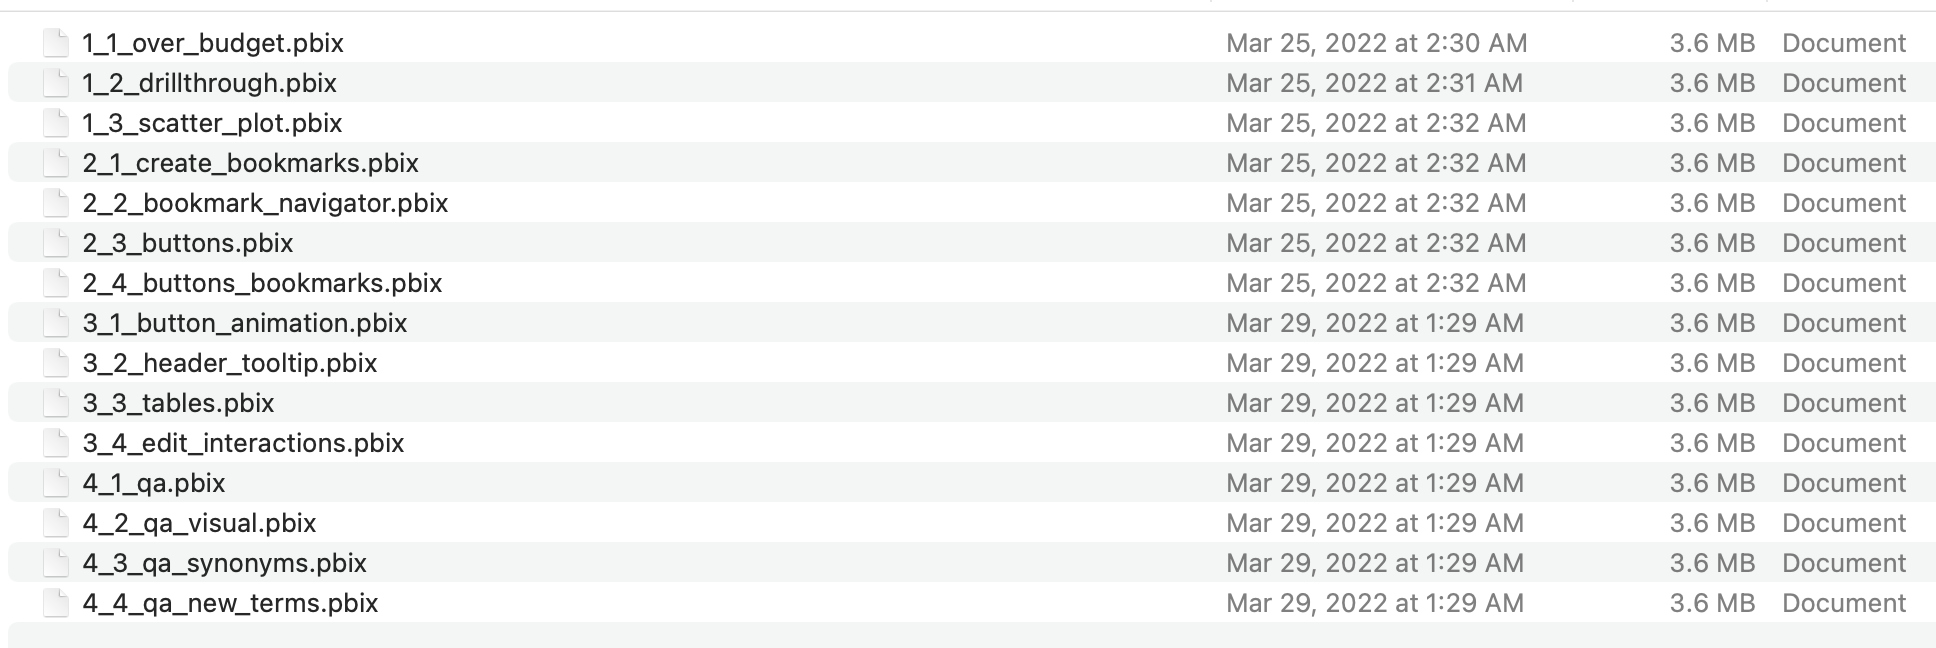 1_1_over_budget.pbix Mar 25, 2022 at 2:30 AM 3.6 MB Document
1_2_drillthrough.pbix Mar 25, 2022 at 2:31 AM 3.6 MB Document
1_3_scatter_plot.pbix Mar 25, 2022 at 2:32 AM 3.6 MB Document
2_1_create_bookmarks.pbix Mar 25, 2022 at 2:32 AM 3.6 MB Document
2_2_bookmark_navigator.pbix Mar 25, 2022 at 2:32 AM 3.6 MB Document
2_3_buttons.pbix Mar 25, 2022 at 2:32 AM 3.6 MB Document
2_4_buttons_bookmarks.pbix Mar 25, 2022 at 2:32 AM 3.6 MB Document
3_1_button_animation.pbix Mar 29, 2022 at 1:29 AM 3.6 MB Document
3_2_header_tooltip.pbix Mar 29, 2022 at 1:29 AM 3.6 MB Document
3_3_tables.pbix Mar 29, 2022 at 1:29 AM 3.6 MB Document
3_4_edit_interactions.pbix Mar 29, 2022 at 1:29 AM 3.6 MB Document
4_1_qa.pbix Mar 29, 2022 at 1:29 AM 3.6 MB Document
4_2_qa_visual.pbix Mar 29, 2022 at 1:29 AM 3.6 MB Document
4_3_qa_synonyms.pbix Mar 29, 2022 at 1:29 AM 3.6 MB Document
4_4_qa_new_terms.pbix Mar 29, 2022 at 1:29 AM 3.6 MB Document